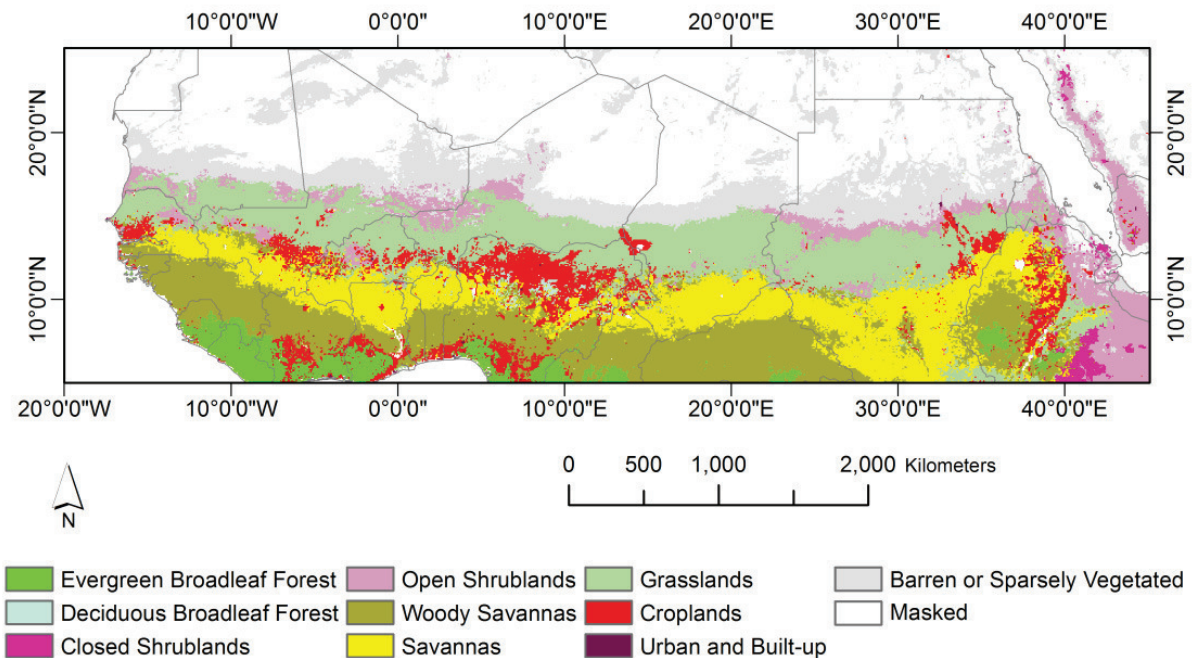 10°0'0"W 0°0'0" 10°0'0"E 20°0'0"E 30°0'0"E 40°0'0"E
20°0'0"N 20°0'0"N
10°0'0"N 10°0'0"N
20°0'0"W 10°0'0"W 0°0'0" 10°0'0"E 20°0'0"E 30°0'0"E 40°0'0"E
0 500 1,000 2,000 Kilometers
N
Evergreen Broadleaf Forest Open Shrublands Grasslands Barren or Sparsely Vegetated
Deciduous Broadleaf Forest Woody Savannas Croplands Masked
Closed Shrublands Savannas Urban and Built-up